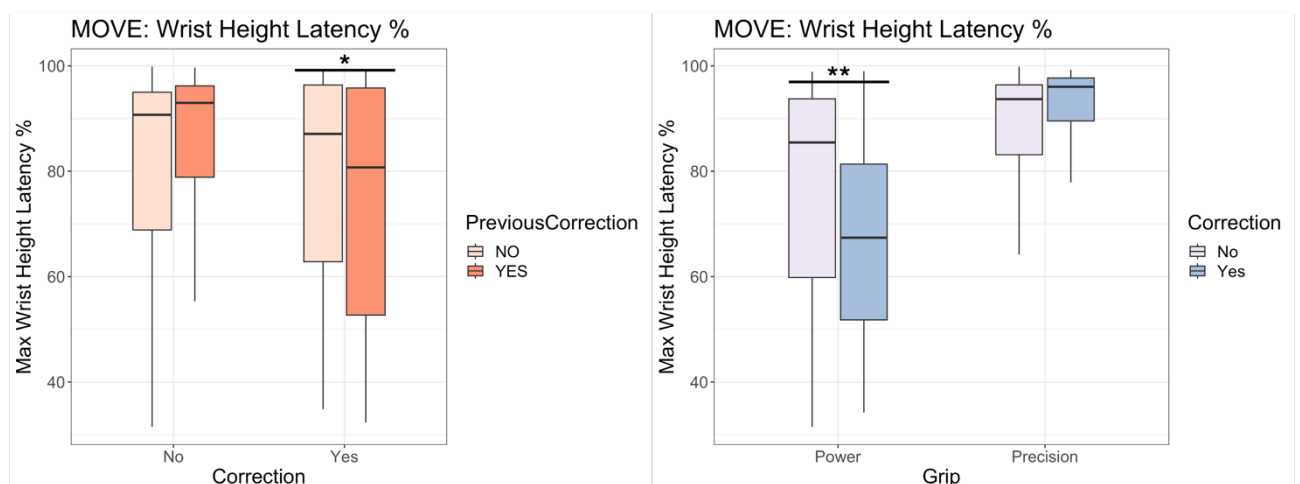 MOVE: Wrist Height Latency %
Max Wrist Height Latency %
100
80
60
40
*
No
Yes
Correction
PreviousCorrection
NO
YES
MOVE: Wrist Height Latency %
Max Wrist Height Latency %
100
80
60
40
**
Power
Precision
Grip
Correction
No
Yes